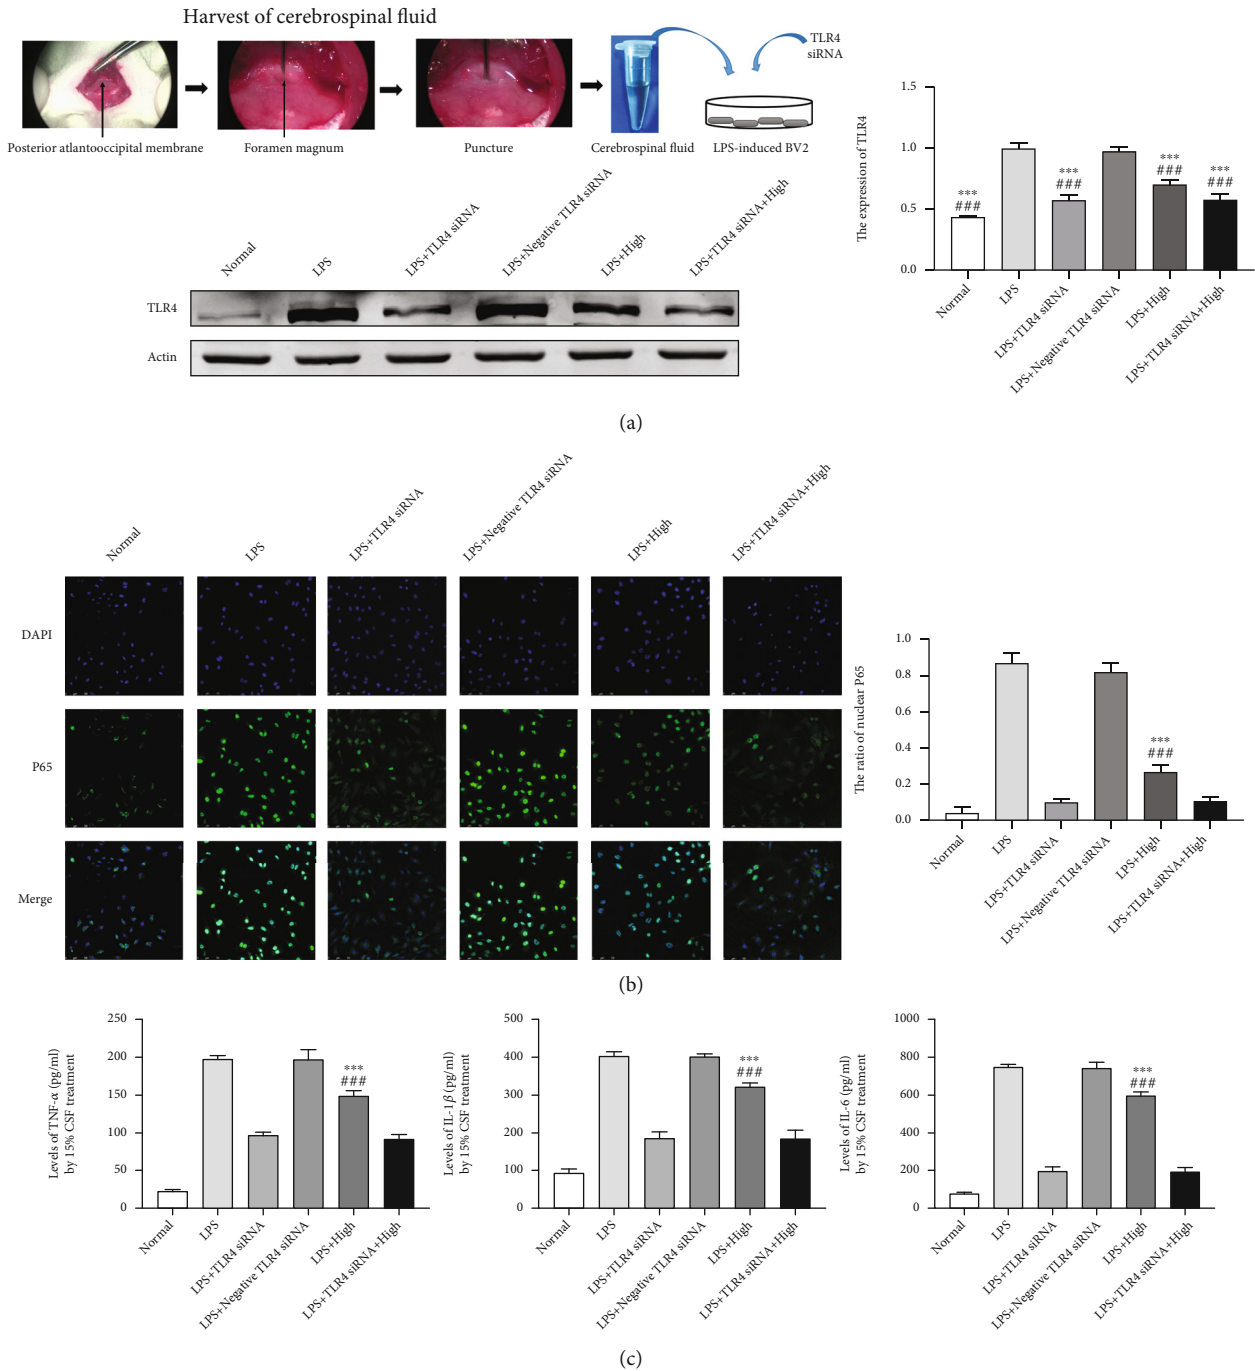 Harvest of cerebrospinal fluid
TLR4
siRNA
Posterior atlantooccipital membrane
Foramen magnum
Puncture
Cerebrospinal fluid
LPS-induced BV2
Normal
LPS
LPS+TLR4 siRNA
LPS+Negative TLR4 siRNA
LPS+High
LPS+TLR4 siRNA+High
TLR4
Actin
The expression of TLR4
1.5
1.0
0.5
0.0
***
###
***
###
***
###
***
###
Normal
LPS
LPS+TLR4 siRNA
LPS+Negative TLR4 siRNA
LPS+High
LPS+TLR4 siRNA+High
(a)
Normal
LPS
LPS+TLR4 siRNA
LPS+Negative TLR4 siRNA
LPS+High
LPS+TLR4 siRNA+High
DAPI
P65
Merge
The ratio of nuclear P65
1.0
0.8
0.6
0.4
0.2
0.0
***
###
Normal
LPS
LPS+TLR4 siRNA
LPS+Negative TLR4 siRNA
LPS+High
LPS+TLR4 siRNA+High
(b)
Levels of TNF-α (pg/ml)
by 15% CSF treatment
250
200
150
100
50
0
***
###
Normal
LPS
LPS+TLR4 siRNA
LPS+Negative TLR4 siRNA
LPS+High
LPS+TLR4 siRNA+High
Levels of IL-1β (pg/ml)
by 15% CSF treatment
500
400
300
200
100
0
***
###
Normal
LPS
LPS+TLR4 siRNA
LPS+Negative TLR4 siRNA
LPS+High
LPS+TLR4 siRNA+High
Levels of IL-6 (pg/ml)
by 15% CSF treatment
1000
800
600
400
200
0
***
###
Normal
LPS
LPS+TLR4 siRNA
LPS+Negative TLR4 siRNA
LPS+High
LPS+TLR4 siRNA+High
(c)